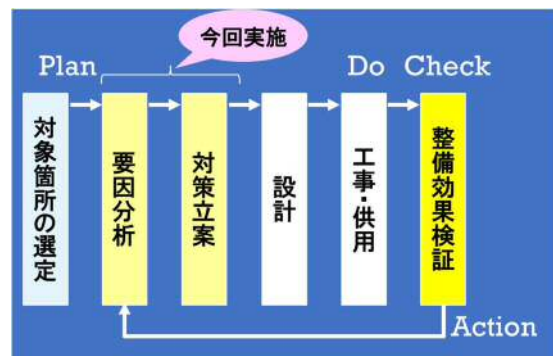 今回実施
Plan
Do
Check
対象箇所の選定
要因分析
対策立案
設計
工事・供用
整備効果検証
Action